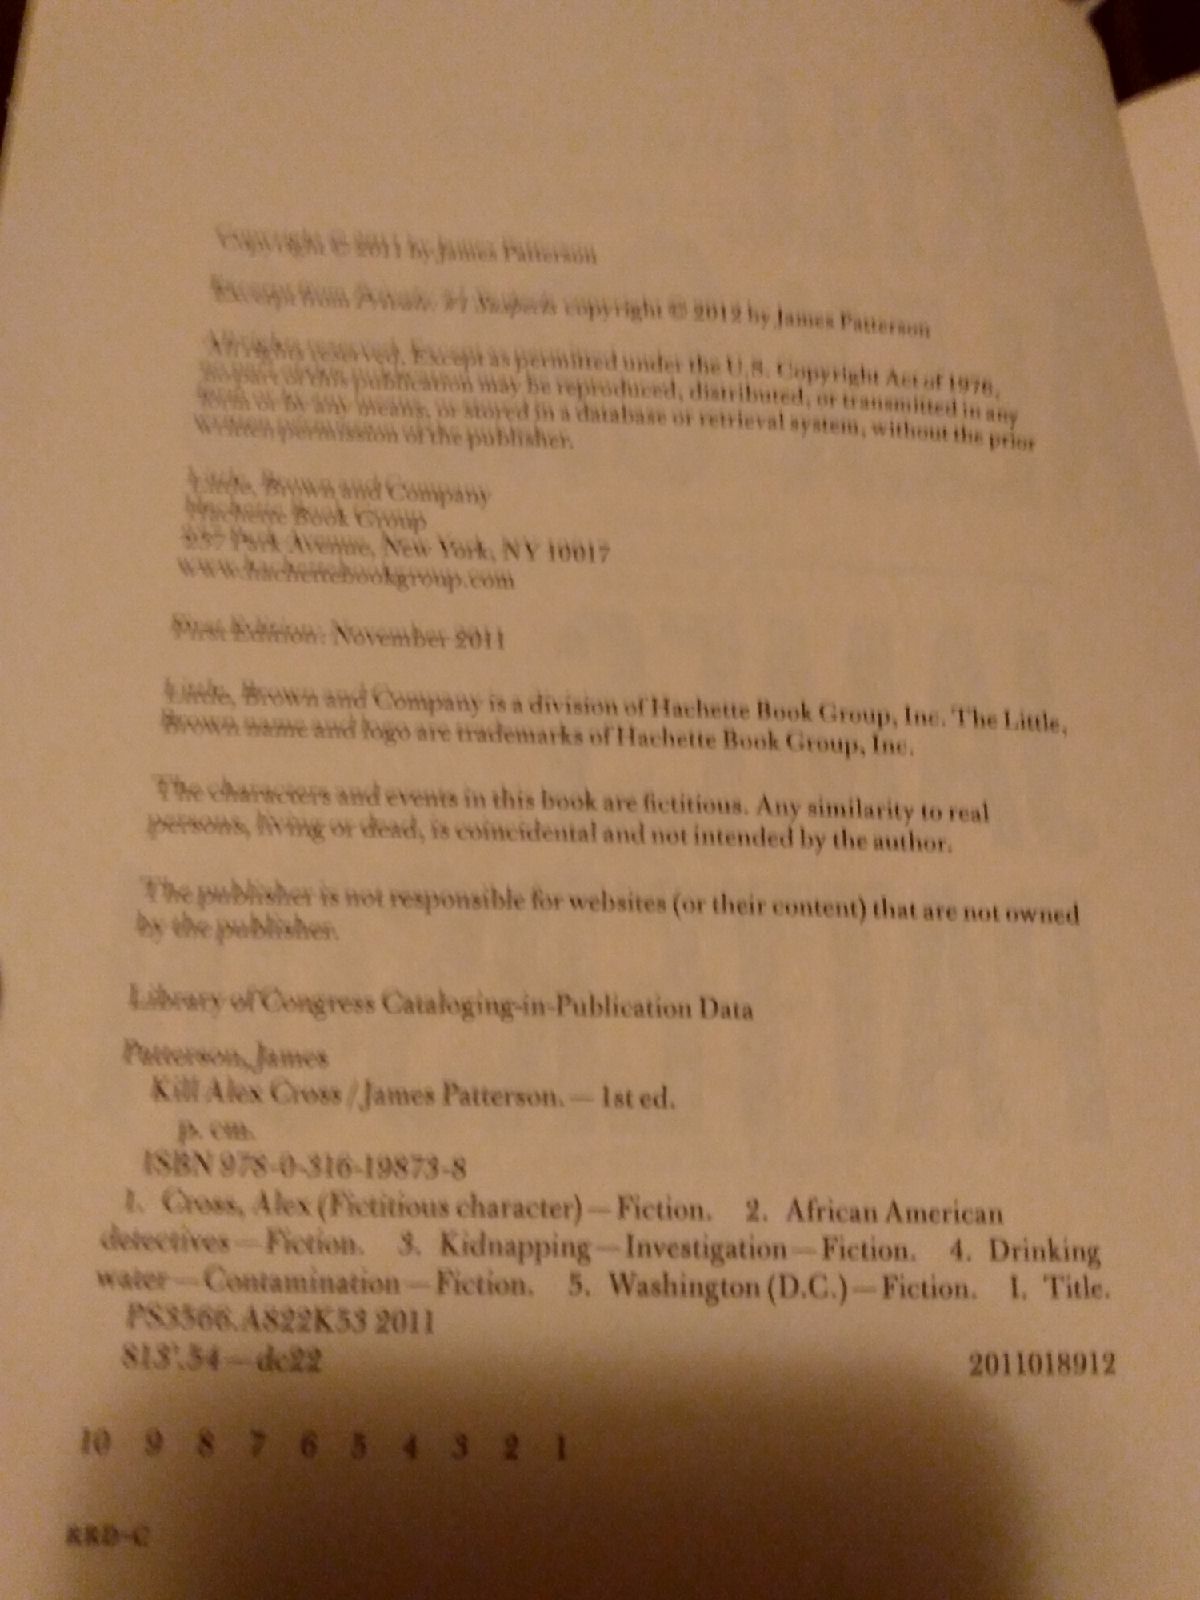 Copyright © 2011 by James Patterson
Excerpt from Private: #1 Suspect copyright © 2012 by James Patterson
All rights reserved. Except as permitted under the U.S. Copyright Act of 1976,
no part of this publication may be reproduced, distributed, or transmitted in any
form or by any means, or stored in a database or retrieval system, without the prior
written permission of the publisher.
Little, Brown and Company
Hachette Book Group
237 Park Avenue, New York, NY 10017
www.hachettebookgroup.com
First Edition: November 2011
Little, Brown and Company is a division of Hachette Book Group, Inc. The Little,
Brown name and logo are trademarks of Hachette Book Group, Inc.
The characters and events in this book are fictitious. Any similarity to real
persons, living or dead, is coincidental and not intended by the author.
The publisher is not responsible for websites (or their content) that are not owned
by the publisher.
Library of Congress Cataloging-in-Publication Data
Patterson, James
Kill Alex Cross / James Patterson. — 1st ed.
p. cm.
ISBN 978-0-316-19873-8
1. Cross, Alex (Fictitious character)—Fiction. 2. African American
detectives—Fiction. 3. Kidnapping—Investigation—Fiction. 4. Drinking
water—Contamination—Fiction. 5. Washington (D.C.)—Fiction. I. Title.
PS3566.A822K53 2011
813'.54—dc22 2011018912
10 9 8 7 6 5 4 3 2 1
RRD-C